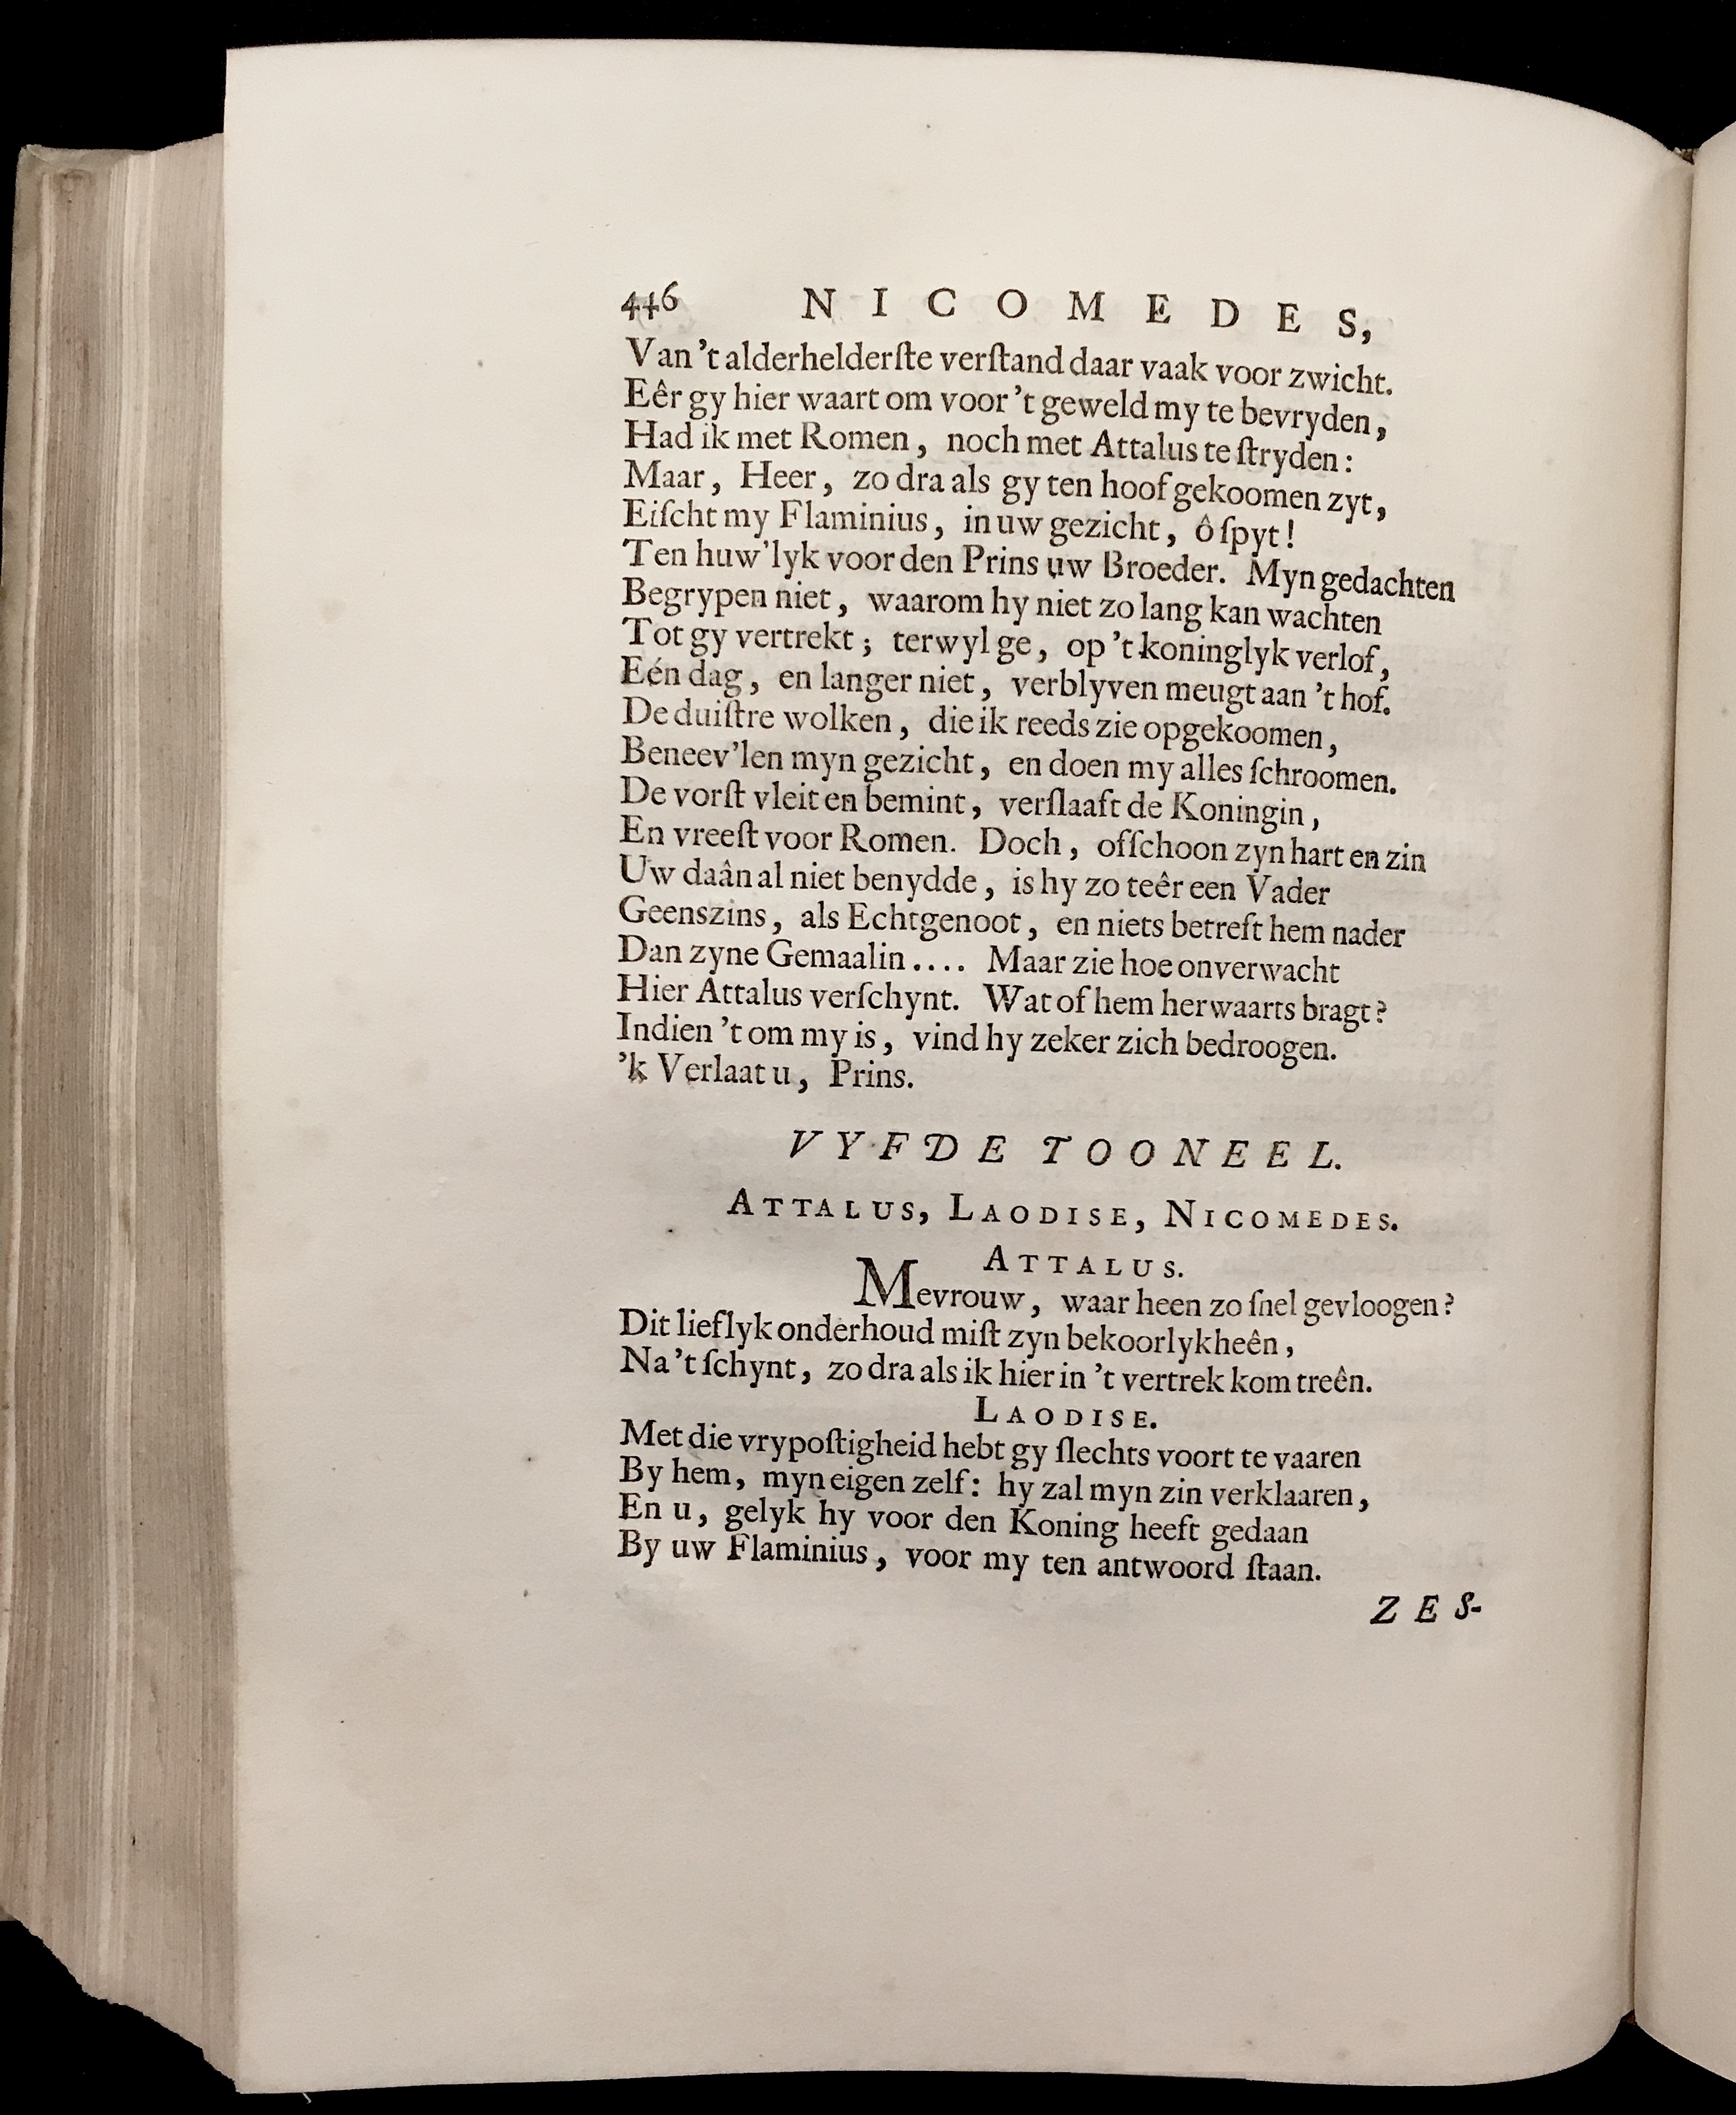 446 NICOMEDES,
Van 't alderhelderſte verſtand daar vaak voor zwicht.
Eêr gy hier waart om voor 't geweld my te bevryden,
Had ik met Romen, noch met Attalus te ſtryden:
Maar, Heer, zo dra als gy ten hoof gekoomen zyt,
Eiſcht my Flaminius, in uw gezicht, ô ſpyt!
Ten huw'lyk voor den Prins uw Broeder. Myn gedachten
Begrypen niet, waarom hy niet zo lang kan wachten
Tot gy vertrekt; terwyl ge, op 't koninglyk verlof,
Eén dag, en langer niet, verblyven meugt aan 't hof.
De duiſtre wolken, die ik reeds zie opgekoomen,
Beneev'len myn gezicht, en doen my alles ſchroomen.
De vorſt vleit en bemint, verſlaaft de Koningin,
En vreeſt voor Romen. Doch, ofſchoon zyn hart en zin
Uw daân al niet benydde, is hy zo teêr een Vader
Geenszins, als Echtgenoot, en niets betreft hem nader
Dan zyne Gemaalin.... Maar zie hoe onverwacht
Hier Attalus verſchynt. Wat of hem herwaarts bragt?
Indien 't om my is, vind hy zeker zich bedroogen.
'k Verlaat u, Prins.
VYFDE TOONEEL.
ATTALUS, LAODISE, NICOMEDES.
ATTALUS.
Mevrouw, waar heen zo ſnel gevloogen?
Dit lieflyk onderhoud miſt zyn bekoorlykheên,
Na 't ſchynt, zo dra als ik hier in 't vertrek kom treên.
LAODISE.
Met die vrypoſtigheid hebt gy ſlechts voort te vaaren
By hem, myn eigen zelf: hy zal myn zin verklaaren,
En u, gelyk hy voor den Koning heeft gedaan
By uw Flaminius, voor my ten antwoord ſtaan.
ZES-